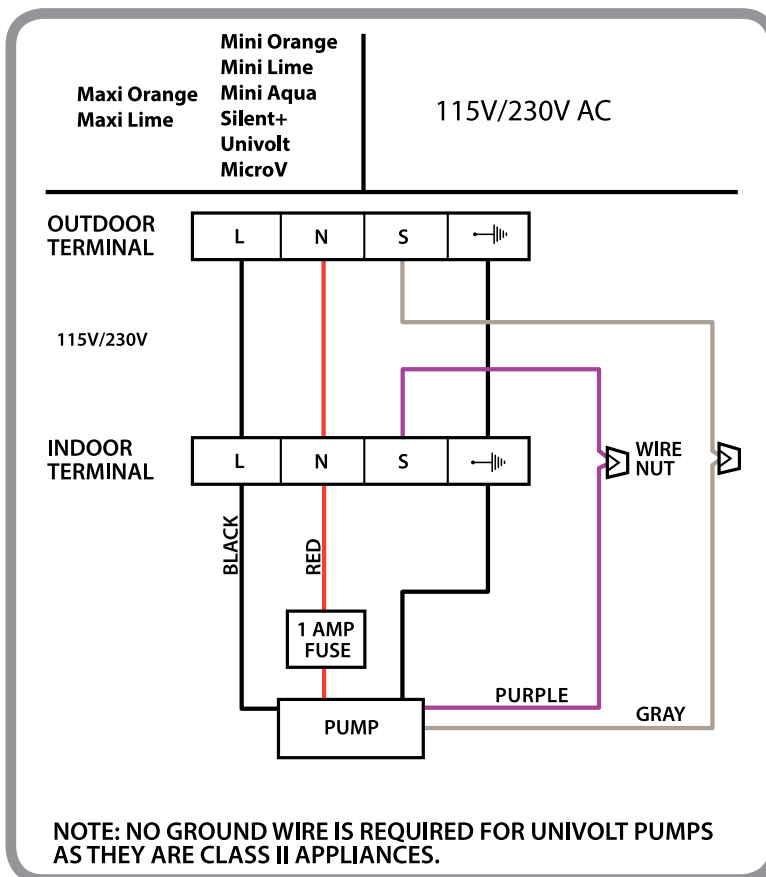 Maxi Orange
Maxi Lime
Mini Orange
Mini Lime
Mini Aqua
Silent+
Univolt
MicroV
115V/230V AC
OUTDOOR
TERMINAL
L N S
115V/230V
INDOOR
TERMINAL
L N S
WIRE
NUT
BLACK
RED
1 AMP
FUSE
PUMP
PURPLE
GRAY
NOTE: NO GROUND WIRE IS REQUIRED FOR UNIVOLT PUMPS
AS THEY ARE CLASS II APPLIANCES.